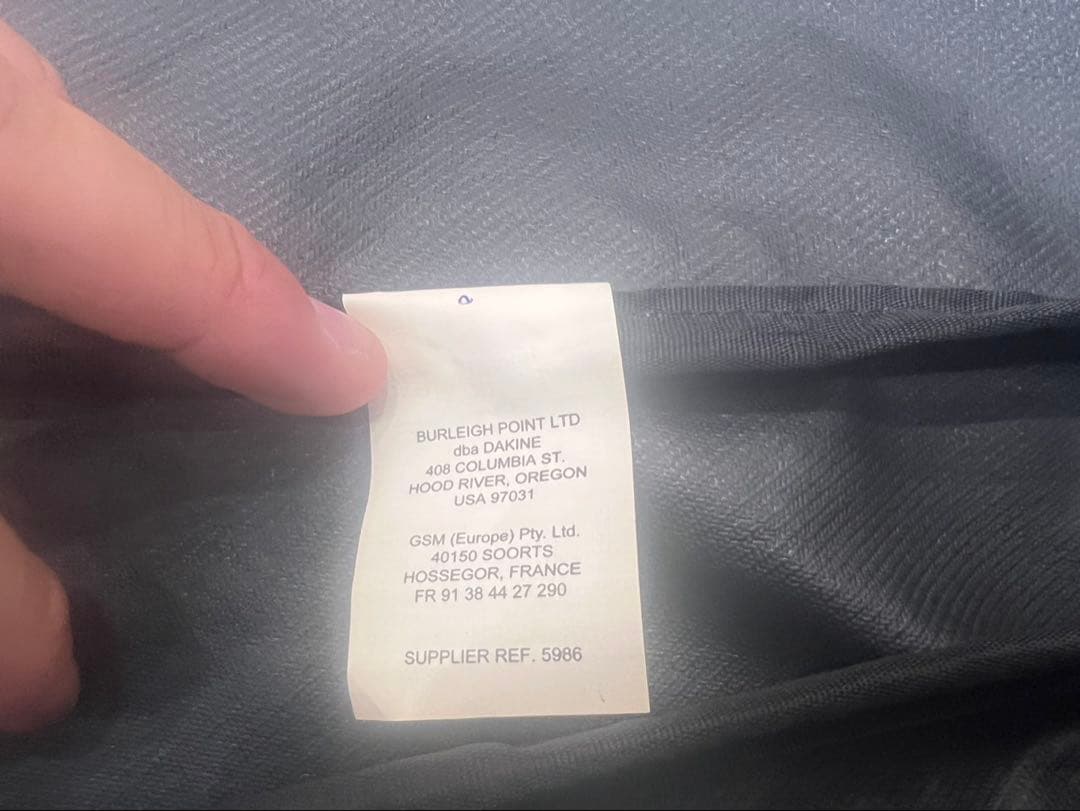 BURLEIGH POINT LTD
dba DAKINE
408 COLUMBIA ST.
HOOD RIVER, OREGON
USA 97031
GSM (Europe) Pty. Ltd.
40150 SOORTS
HOSSEGOR, FRANCE
FR 91 38 44 27 290
SUPPLIER REF. 5986